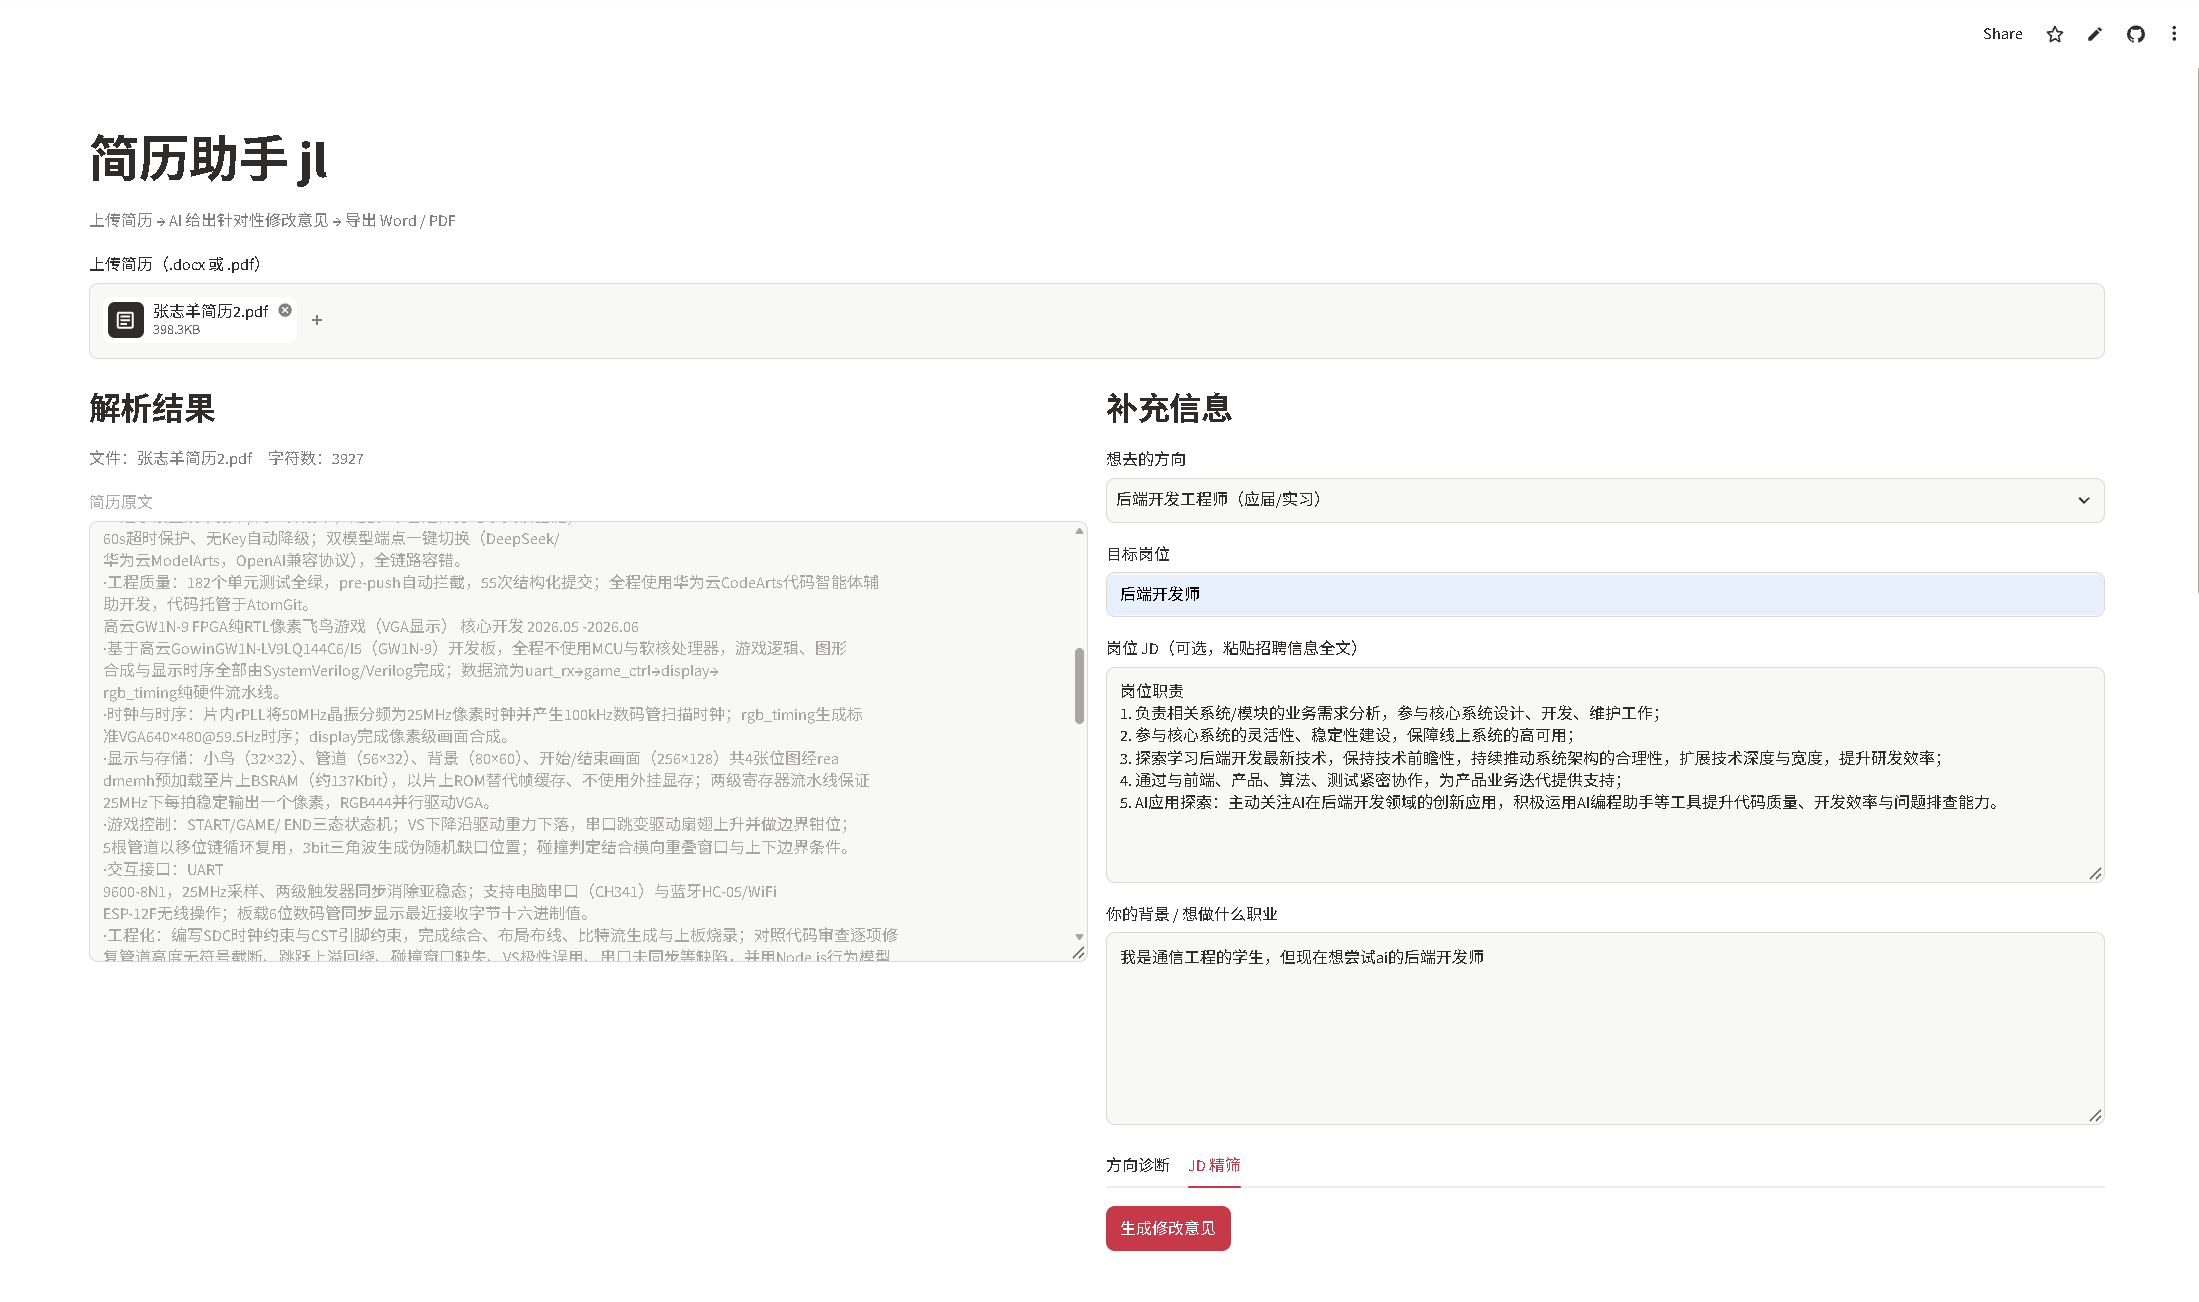 Share
简历助手 jl
上传简历 → AI 给出针对性修改意见 → 导出 Word / PDF
上传简历（.docx 或 .pdf）
张志羊简历2.pdf
398.3KB
解析结果
文件：张志羊简历2.pdf 字符数：3927
简历原文
60s超时保护、无Key自动降级；双模型端点一键切换（DeepSeek/
华为云ModelArts，OpenAI兼容协议），全链路容错。
·工程质量：182个单元测试全绿，pre-push自动拦截，55次结构化提交；全程使用华为云CodeArts代码智能体辅
助开发，代码托管于AtomGit。
高云GW1N-9 FPGA纯RTL像素飞鸟游戏（VGA显示） 核心开发 2026.05 -2026.06
·基于高云GowinGW1N-LV9LQ144C6/I5（GW1N-9）开发板，全程不使用MCU与软核处理器，游戏逻辑、图形
合成与显示时序全部由SystemVerilog/Verilog完成；数据流为uart_rx→game_ctrl→display→
rgb_timing纯硬件流水线。
·时钟与时序：片内rPLL将50MHz晶振分频为25MHz像素时钟并产生100kHz数码管扫描时钟；rgb_timing生成标
准VGA640×480@59.5Hz时序；display完成像素级画面合成。
·显示与存储：小鸟（32×32）、管道（56×32）、背景（80×60）、开始/结束画面（256×128）共4张位图经rea
dmemh预加载至片上BSRAM（约137Kbit），以片上ROM替代帧缓存、不使用外挂显存；两级寄存器流水线保证
25MHz下每拍稳定输出一个像素，RGB444并行驱动VGA。
·游戏控制：START/GAME/ END三态状态机；VS下降沿驱动重力下落，串口跳变驱动扇翅上升并做边界钳位；
5根管道以移位链循环复用，3bit三角波生成伪随机缺口位置；碰撞判定结合横向重叠窗口与上下边界条件。
·交互接口：UART
9600-8N1，25MHz采样、两级触发器同步消除亚稳态；支持电脑串口（CH341）与蓝牙HC-05/WiFi
ESP-12F无线操作；板载6位数码管同步显示最近接收字节十六进制值。
·工程化：编写SDC时钟约束与CST引脚约束，完成综合、布局布线、比特流生成与上板烧录；对照代码审查逐项修
复管道高度无符号截断、跳跃上溢回绕、碰撞窗口缺失、VS极性误用、串口未同步等缺陷，并用Node.js行为模型
补充信息
想去的方向
后端开发工程师（应届/实习）
目标岗位
后端开发师
岗位 JD（可选，粘贴招聘信息全文）
岗位职责
1. 负责相关系统/模块的业务需求分析，参与核心系统设计、开发、维护工作；
2. 参与核心系统的灵活性、稳定性建设，保障线上系统的高可用；
3. 探索学习后端开发最新技术，保持技术前瞻性，持续推动系统架构的合理性，扩展技术深度与宽度，提升研发效率；
4. 通过与前端、产品、算法、测试紧密协作，为产品业务迭代提供支持；
5. AI应用探索：主动关注AI在后端开发领域的创新应用，积极运用AI编程助手等工具提升代码质量、开发效率与问题排查能力。
你的背景 / 想做什么职业
我是通信工程的学生，但现在想尝试ai的后端开发师
方向诊断 JD 精筛
生成修改意见